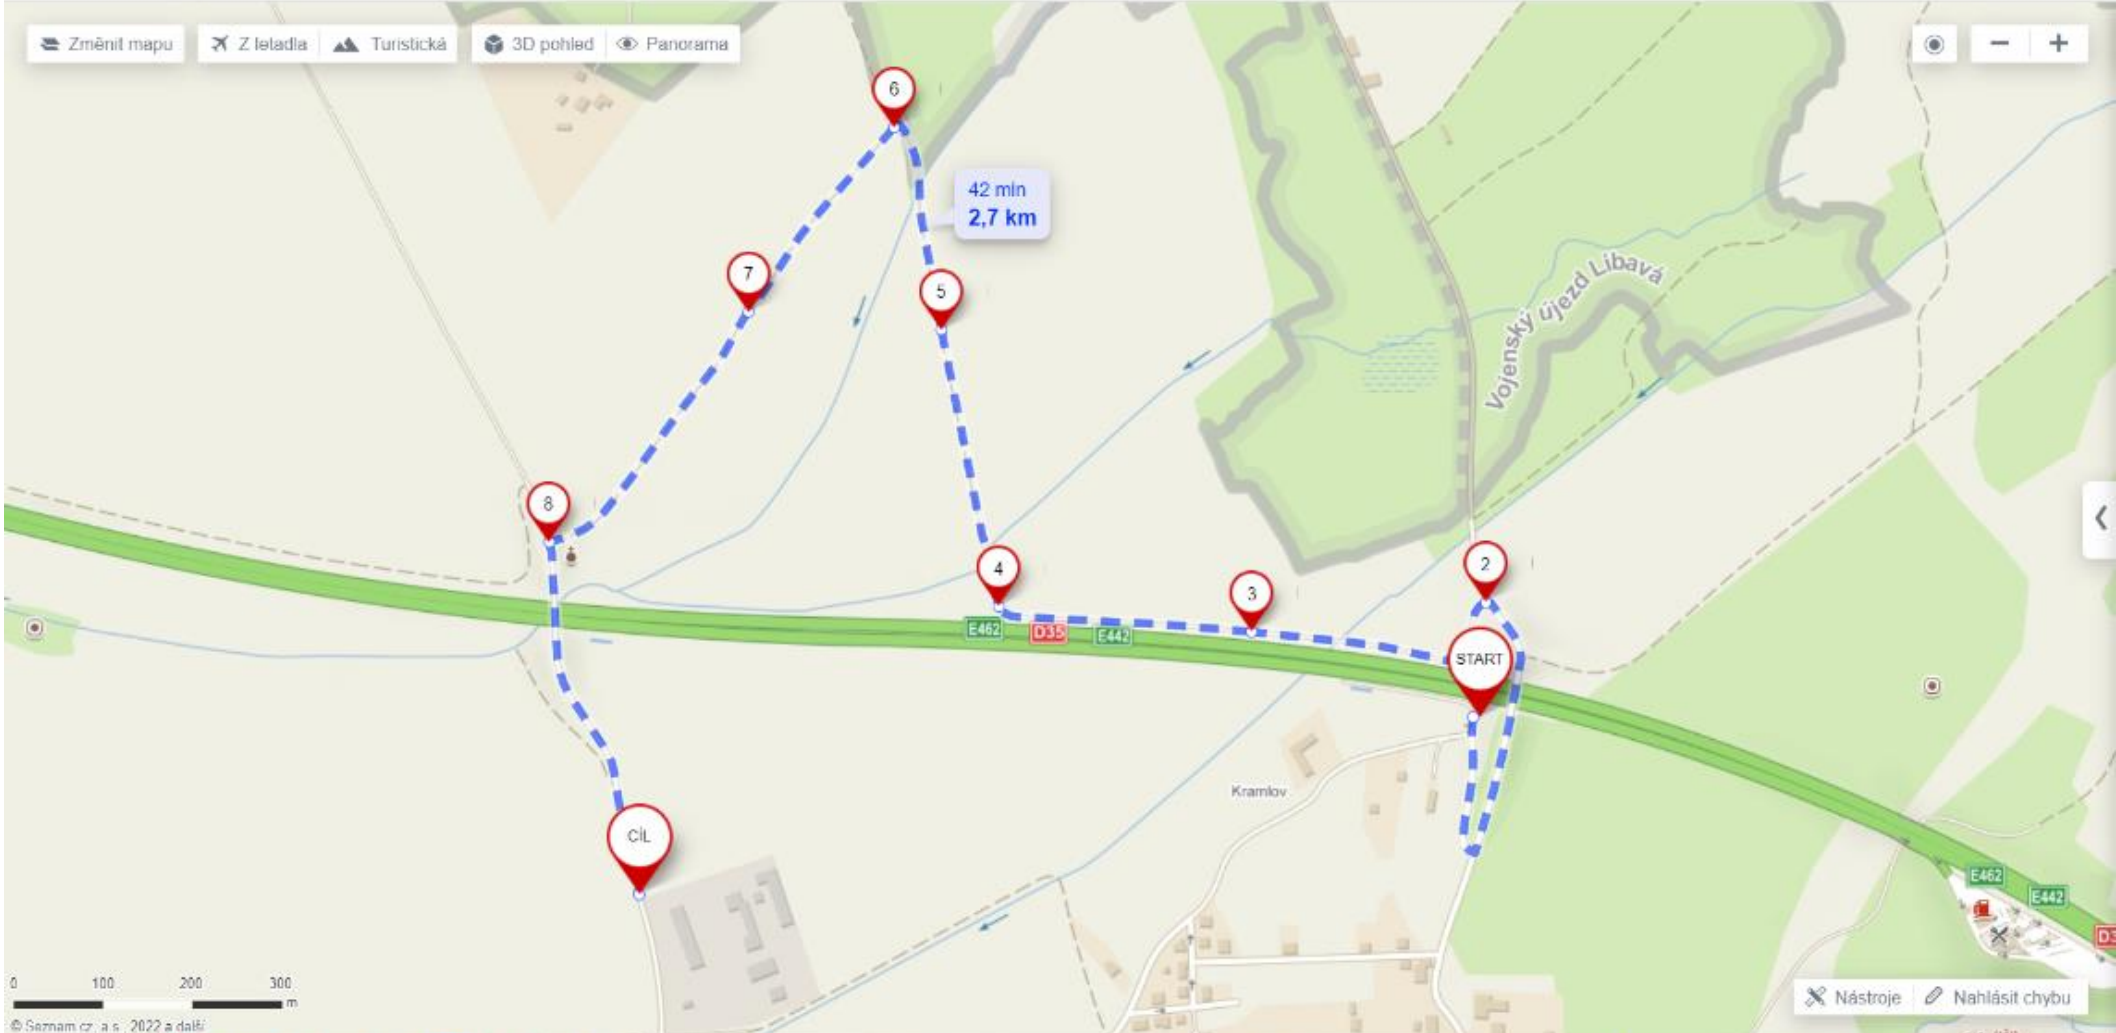 Změnit mapu
Z letadla
Turistická
3D pohled
Panorama
6
42 min
2,7 km
7
5
Vojenský újezd Libavá
8
4
3
2
START
E462
D35
E442
Kramlov
CÍL
E462
E442
0 100 200 300
m
Nástroje
Nahlásit chybu
© Seznam.cz, a.s., 2022 a další